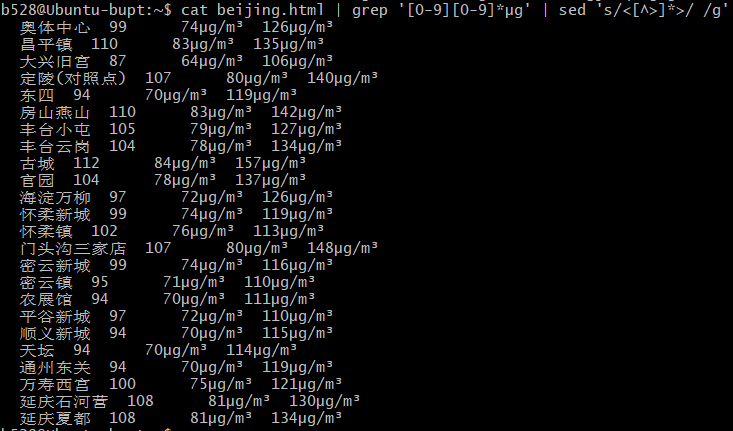 b528@Ubuntu-bupt:~$ cat beijing.html | grep '[0-9][0-9]*μg' | sed 's/<[^>]*>/ /g'
奥体中心 99 74μg/m³ 126μg/m³
昌平镇 110 83μg/m³ 135μg/m³
大兴旧宫 87 64μg/m³ 106μg/m³
定陵(对照点) 107 80μg/m³ 140μg/m³
东四 94 70μg/m³ 119μg/m³
房山燕山 110 83μg/m³ 142μg/m³
丰台小屯 105 79μg/m³ 127μg/m³
丰台云岗 104 78μg/m³ 134μg/m³
古城 112 84μg/m³ 157μg/m³
官园 104 78μg/m³ 137μg/m³
海淀万柳 97 72μg/m³ 126μg/m³
怀柔新城 99 74μg/m³ 119μg/m³
怀柔镇 102 76μg/m³ 113μg/m³
门头沟三家店 107 80μg/m³ 148μg/m³
密云新城 99 74μg/m³ 116μg/m³
密云镇 95 71μg/m³ 110μg/m³
农展馆 94 70μg/m³ 111μg/m³
平谷新城 97 72μg/m³ 110μg/m³
顺义新城 94 70μg/m³ 115μg/m³
天坛 94 70μg/m³ 114μg/m³
通州东关 94 70μg/m³ 119μg/m³
万寿西宫 100 75μg/m³ 121μg/m³
延庆石河营 108 81μg/m³ 130μg/m³
延庆夏都 108 81μg/m³ 134μg/m³